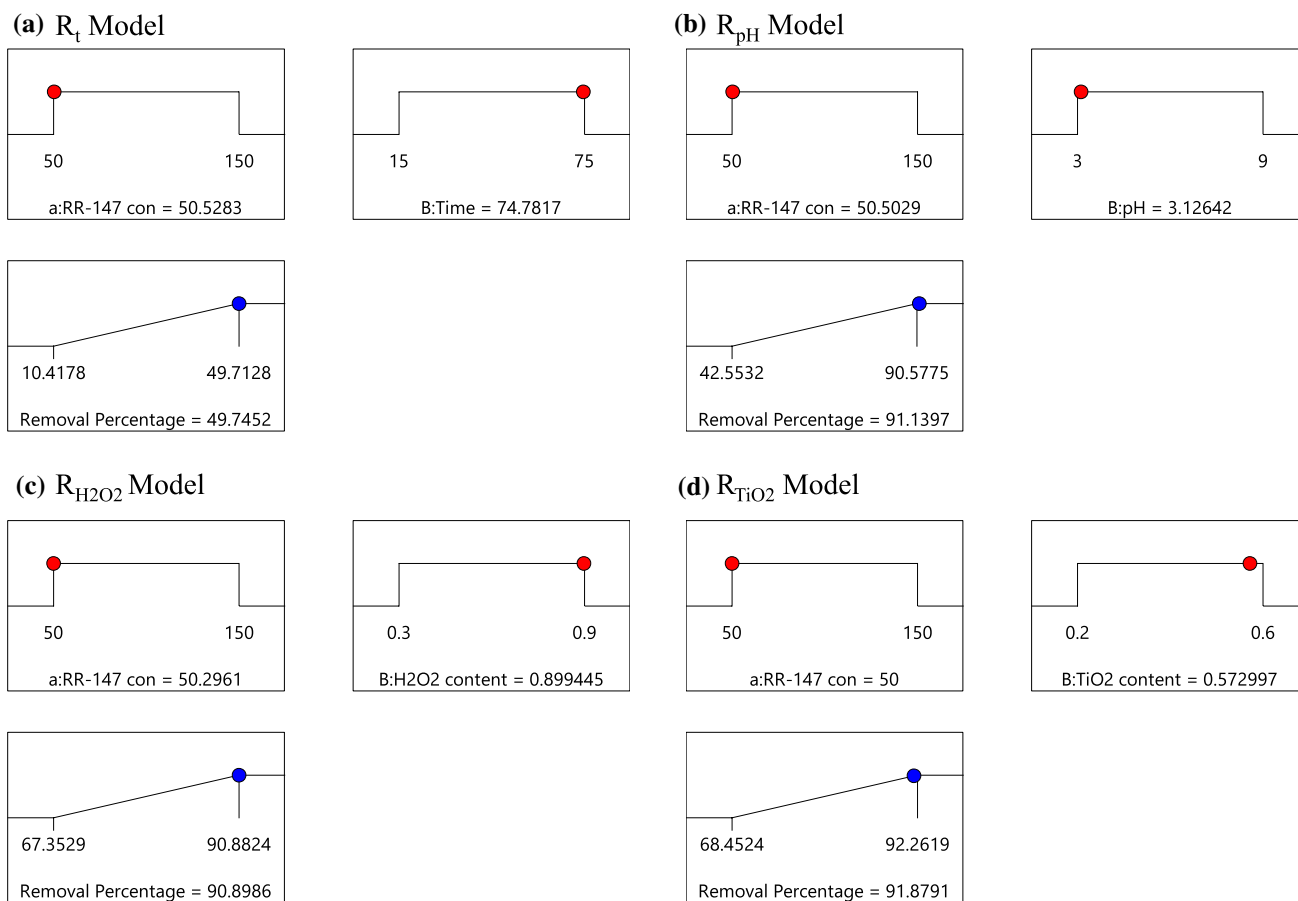 (a) Rt Model
50 150
a:RR-147 con = 50.5283
15 75
B:Time = 74.7817
10.4178 49.7128
Removal Percentage = 49.7452
(b) RpH Model
50 150
a:RR-147 con = 50.5029
3 9
B:pH = 3.12642
42.5532 90.5775
Removal Percentage = 91.1397
(c) RH2O2 Model
50 150
a:RR-147 con = 50.2961
0.3 0.9
B:H2O2 content = 0.899445
67.3529 90.8824
Removal Percentage = 90.8986
(d) RTiO2 Model
50 150
a:RR-147 con = 50
0.2 0.6
B:TiO2 content = 0.572997
68.4524 92.2619
Removal Percentage = 91.8791